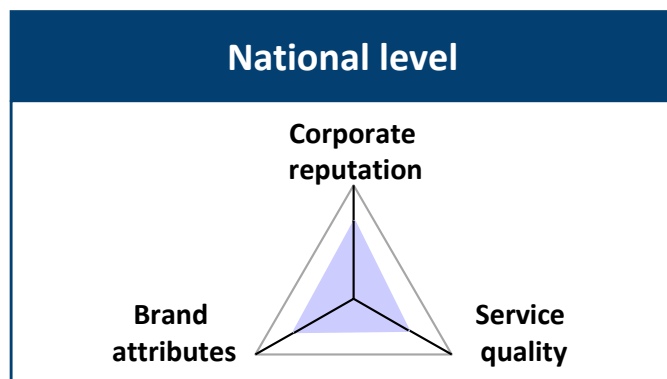 National level
Corporate
reputation
Brand
attributes
Service
quality